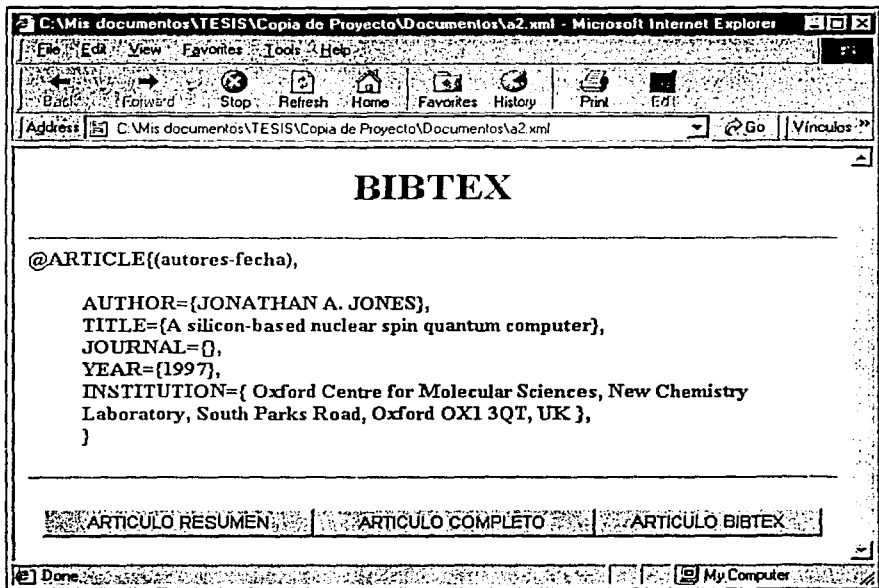 C:\Mis documentos\TESIS\Copia de Proyecto\Documentos\a2.xml - Microsoft Internet Explorer
File Edit View Favorites Tools Help
Back Forward Stop Refresh Home Favorites History Print Edit
Address C:\Mis documentos\TESIS\Copia de Proyecto\Documentos\a2.xml Go Vínculos »
BIBTEX
@ARTICLE{(autores-fecha),
AUTHOR={JONATHAN A. JONES},
TITLE={A silicon-based nuclear spin quantum computer},
JOURNAL={},
YEAR={1997},
INSTITUTION={ Oxford Centre for Molecular Sciences, New Chemistry
Laboratory, South Parks Road, Oxford OX1 3QT, UK },
}
ARTICULO RESUMEN ARTICULO COMPLETO ARTICULO BIBTEX
Done My Computer